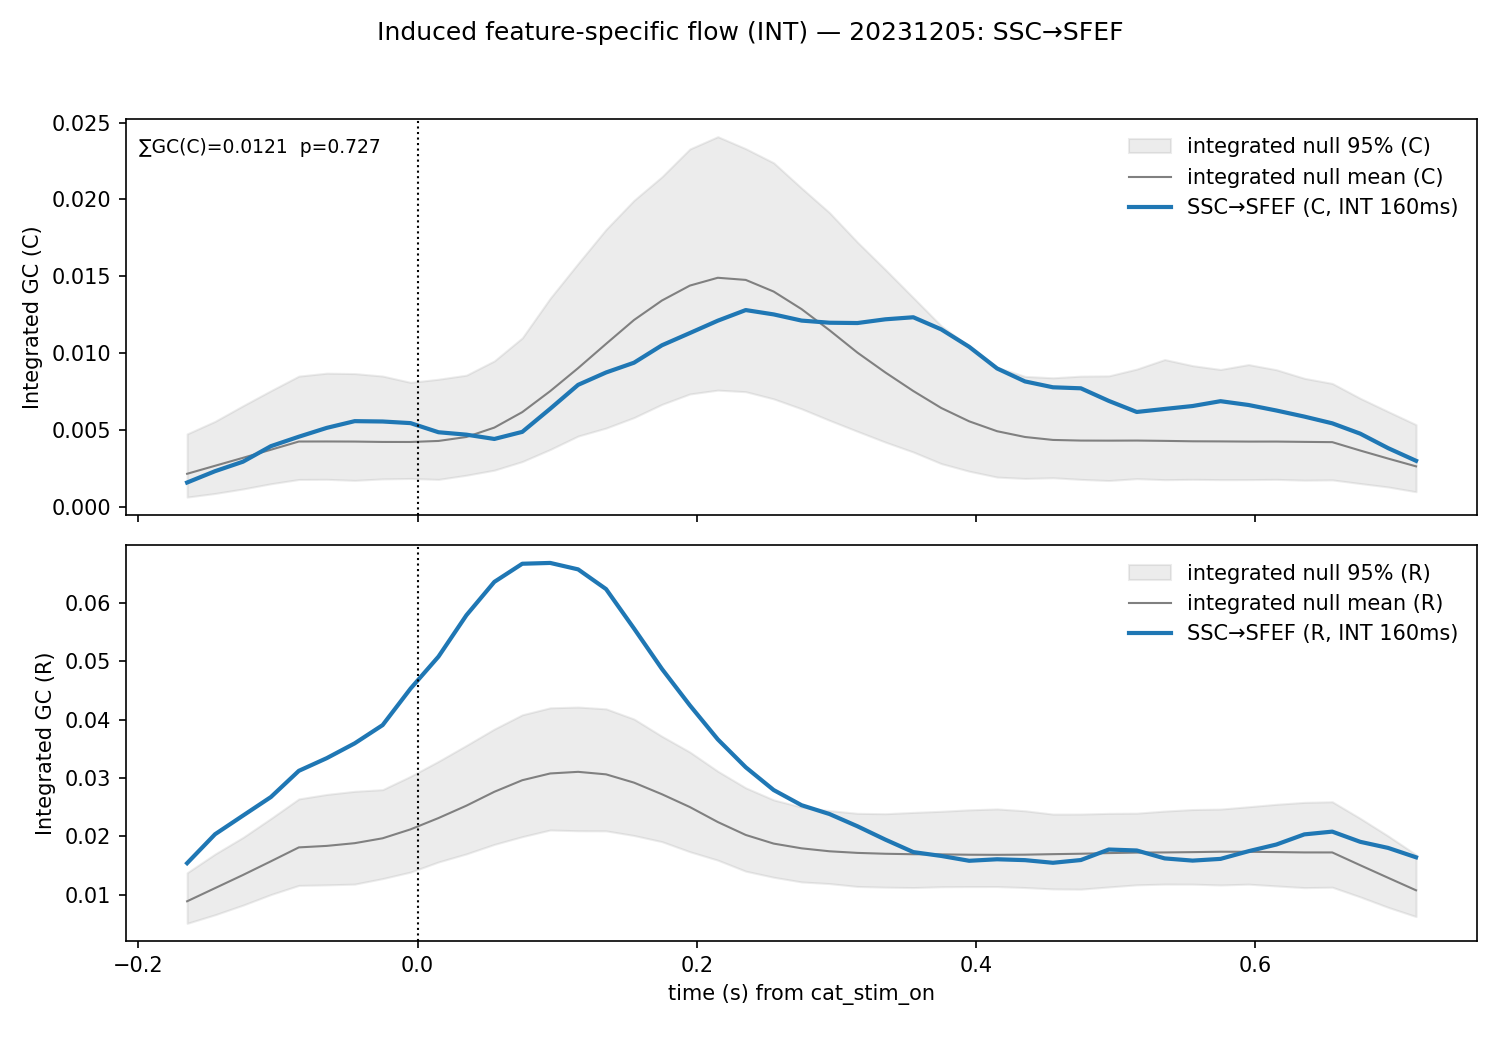 Induced feature-specific flow (INT) — 20231205: SSC→SFEF
∑GC(C)=0.0121 p=0.727
integrated null 95% (C)
integrated null mean (C)
SSC→SFEF (C, INT 160ms)
Integrated GC (C)
0.025
0.020
0.015
0.010
0.005
0.000
integrated null 95% (R)
integrated null mean (R)
SSC→SFEF (R, INT 160ms)
Integrated GC (R)
0.06
0.05
0.04
0.03
0.02
0.01
−0.2 0.0 0.2 0.4 0.6
time (s) from cat_stim_on